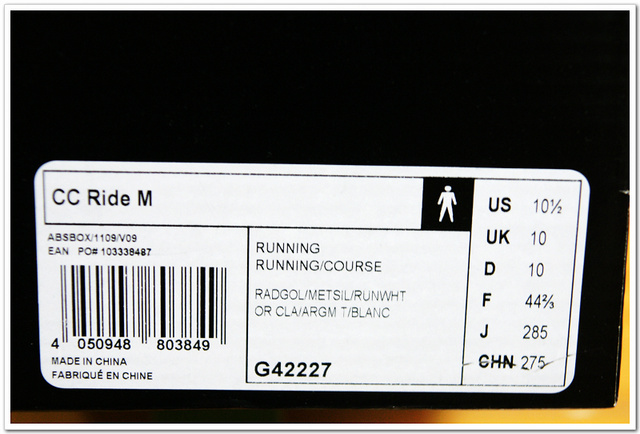 CC Ride M
ABSBOX/1109/V09
EAN PO# 103338487
4 050948 803849
MADE IN CHINA
FABRIQUÉ EN CHINE
RUNNING
RUNNING/COURSE
RADGOL/METSIL/RUNWHT
OR CLA/ARGM T/BLANC
G42227
US 10½
UK 10
D 10
F 44⅔
J 285
CHN 275